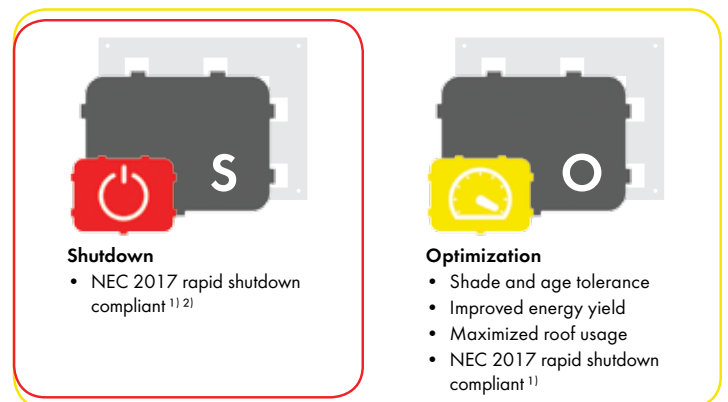 S
Shutdown
• NEC 2017 rapid shutdown
compliant 1) 2)
O
Optimization
• Shade and age tolerance
• Improved energy yield
• Maximized roof usage
• NEC 2017 rapid shutdown
compliant 1)